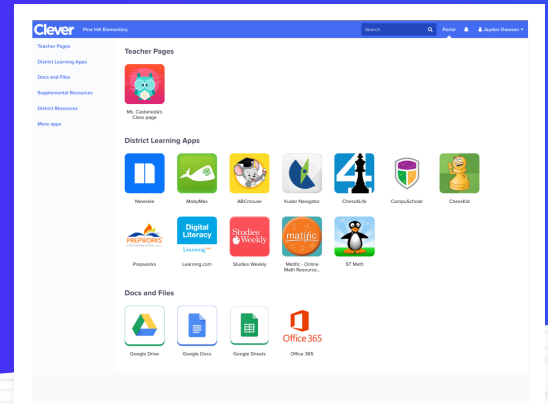 Clever Pine Hill Elementary Search Portal Jayden Dawson
Teacher Pages
District Learning Apps
Docs and Files
Supplemental Resources
District Resources
More apps
Teacher Pages
Ms. Castaneda's
Class page
District Learning Apps
4
Newsela MobyMax ABCmouse Kuder Navigator Chess4Life CompuScholar ChessKid
PREPWORKS
Digital
Literacy
Learning.com
Studies
Weekly
matific
Prepworks Learning.com Studies Weekly Matific - Online ST Math
Math Resource...
Docs and Files
Office 365
Google Drive Google Docs Google Sheets Office 365